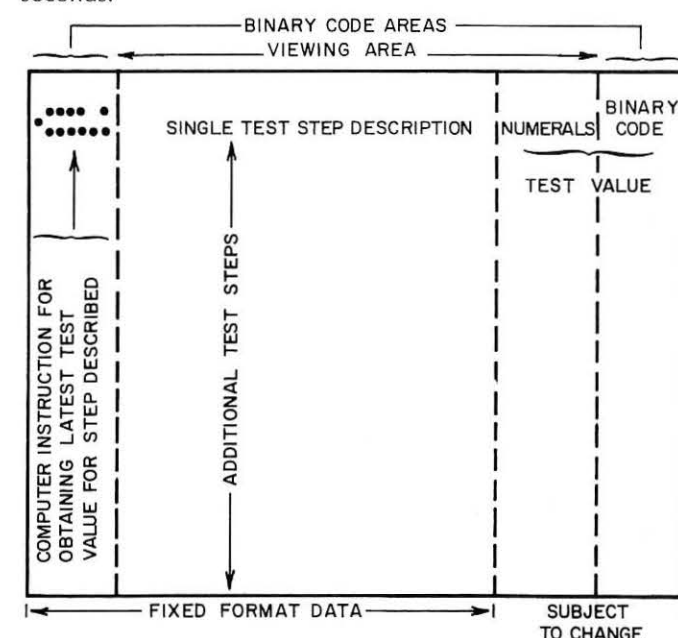 seconds.
BINARY CODE AREAS
VIEWING AREA
SINGLE TEST STEP DESCRIPTION
NUMERALS
BINARY
CODE
TEST VALUE
COMPUTER INSTRUCTION FOR
OBTAINING LATEST TEST
VALUE FOR STEP DESCRIBED
ADDITIONAL TEST STEPS
FIXED FORMAT DATA
SUBJECT
TO CHANGE